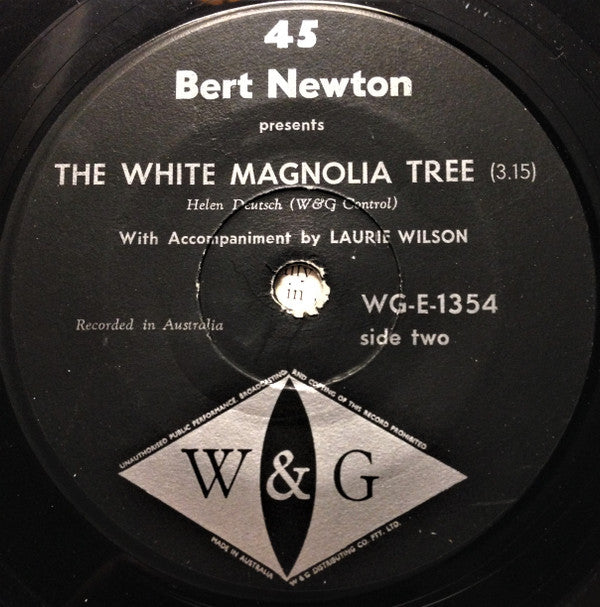 45
Bert Newton
presents
THE WHITE MAGNOLIA TREE (3.15)
Helen Deutsch (W&G Control)
With Accompaniment by LAURIE WILSON
my
in
WG-E-1354
Recorded in Australia
side two
UNAUTHORISED PUBLIC PERFORMANCE, BROADCASTING AND COPYING OF THIS RECORD PROHIBITED
W & G
MADE IN AUSTRALIA
W & G DISTRIBUTING CO. PTY. LTD.